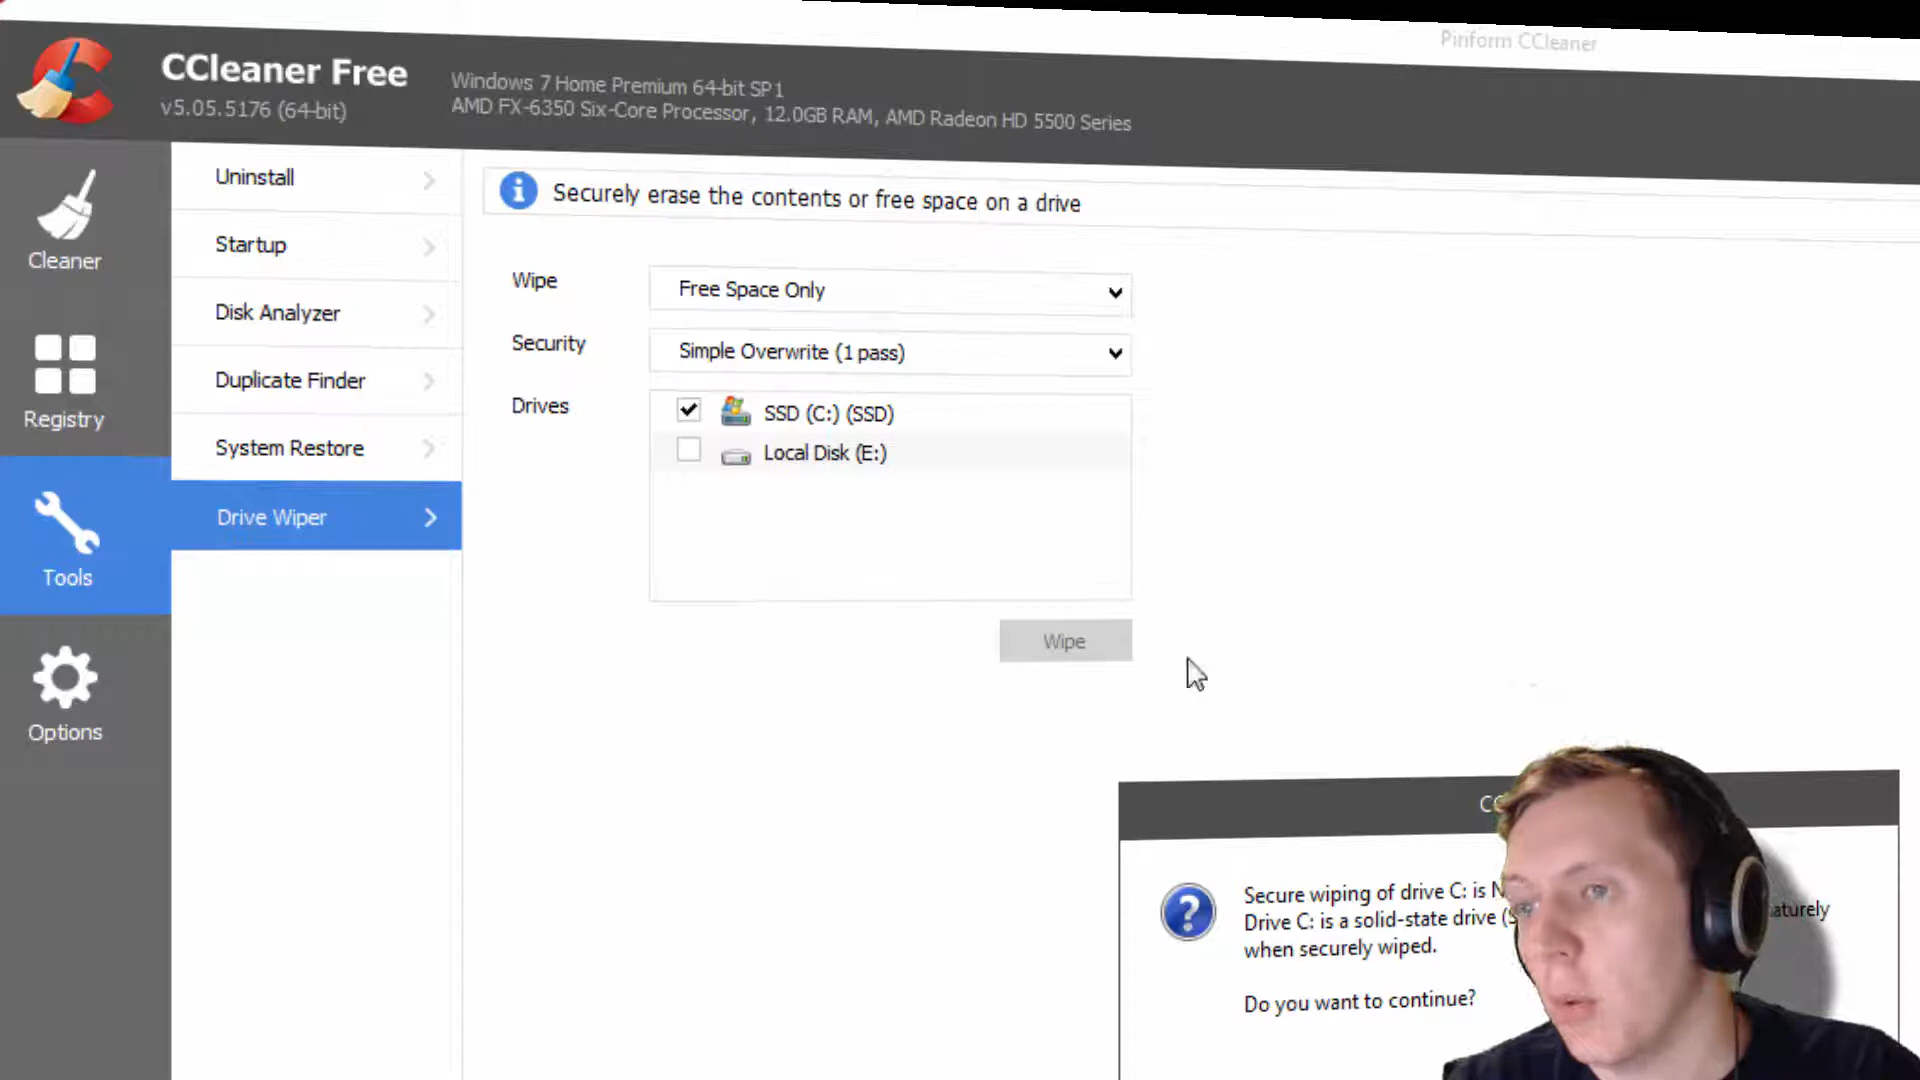 Piriform CCleaner
CCleaner Free
v5.05.5176 (64-bit)
Windows 7 Home Premium 64-bit SP1
AMD FX-6350 Six-Core Processor, 12.0GB RAM, AMD Radeon HD 5500 Series
Cleaner
Registry
Tools
Options
Uninstall
Startup
Disk Analyzer
Duplicate Finder
System Restore
Drive Wiper
Securely erase the contents or free space on a drive
Wipe
Free Space Only
Security
Simple Overwrite (1 pass)
Drives
SSD (C:) (SSD)
Local Disk (E:)
Wipe
Secure wiping of drive C: is
Drive C: is a solid-state drive
when securely wiped.
Do you want to continue?